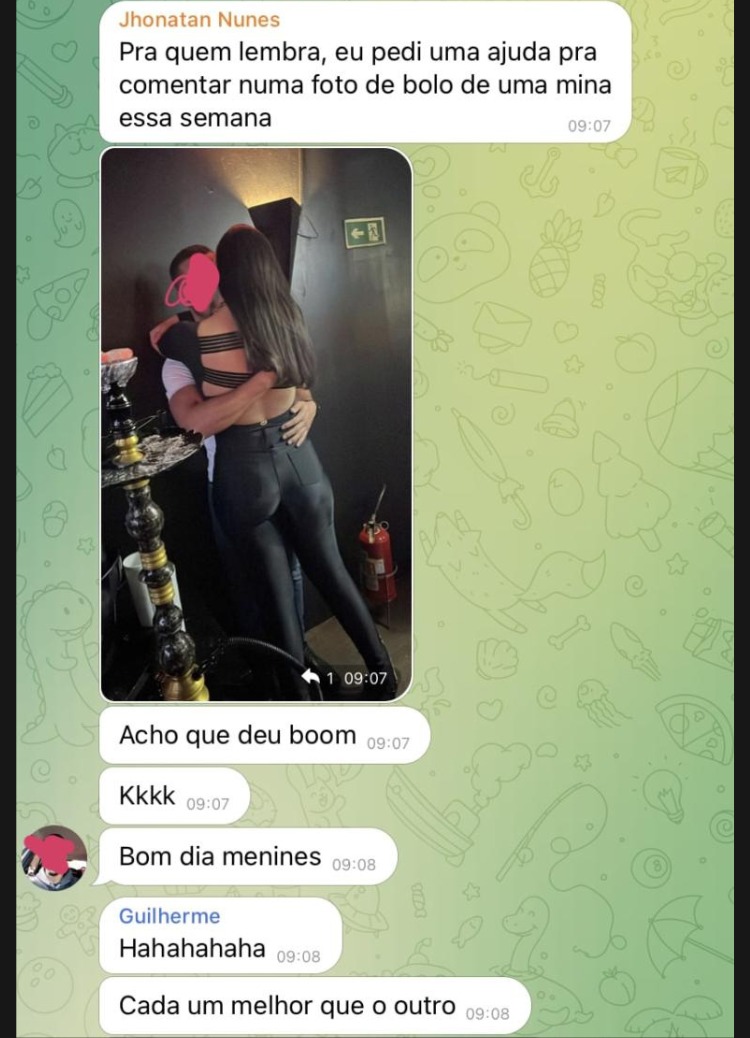 Jhonatan Nunes
Pra quem lembra, eu pedi uma ajuda pra
comentar numa foto de bolo de uma mina
essa semana
09:07
1 09:07
Acho que deu boom 09:07
Kkkk 09:07
Bom dia menines 09:08
Guilherme
Hahahahaha 09:08
Cada um melhor que o outro 09:08